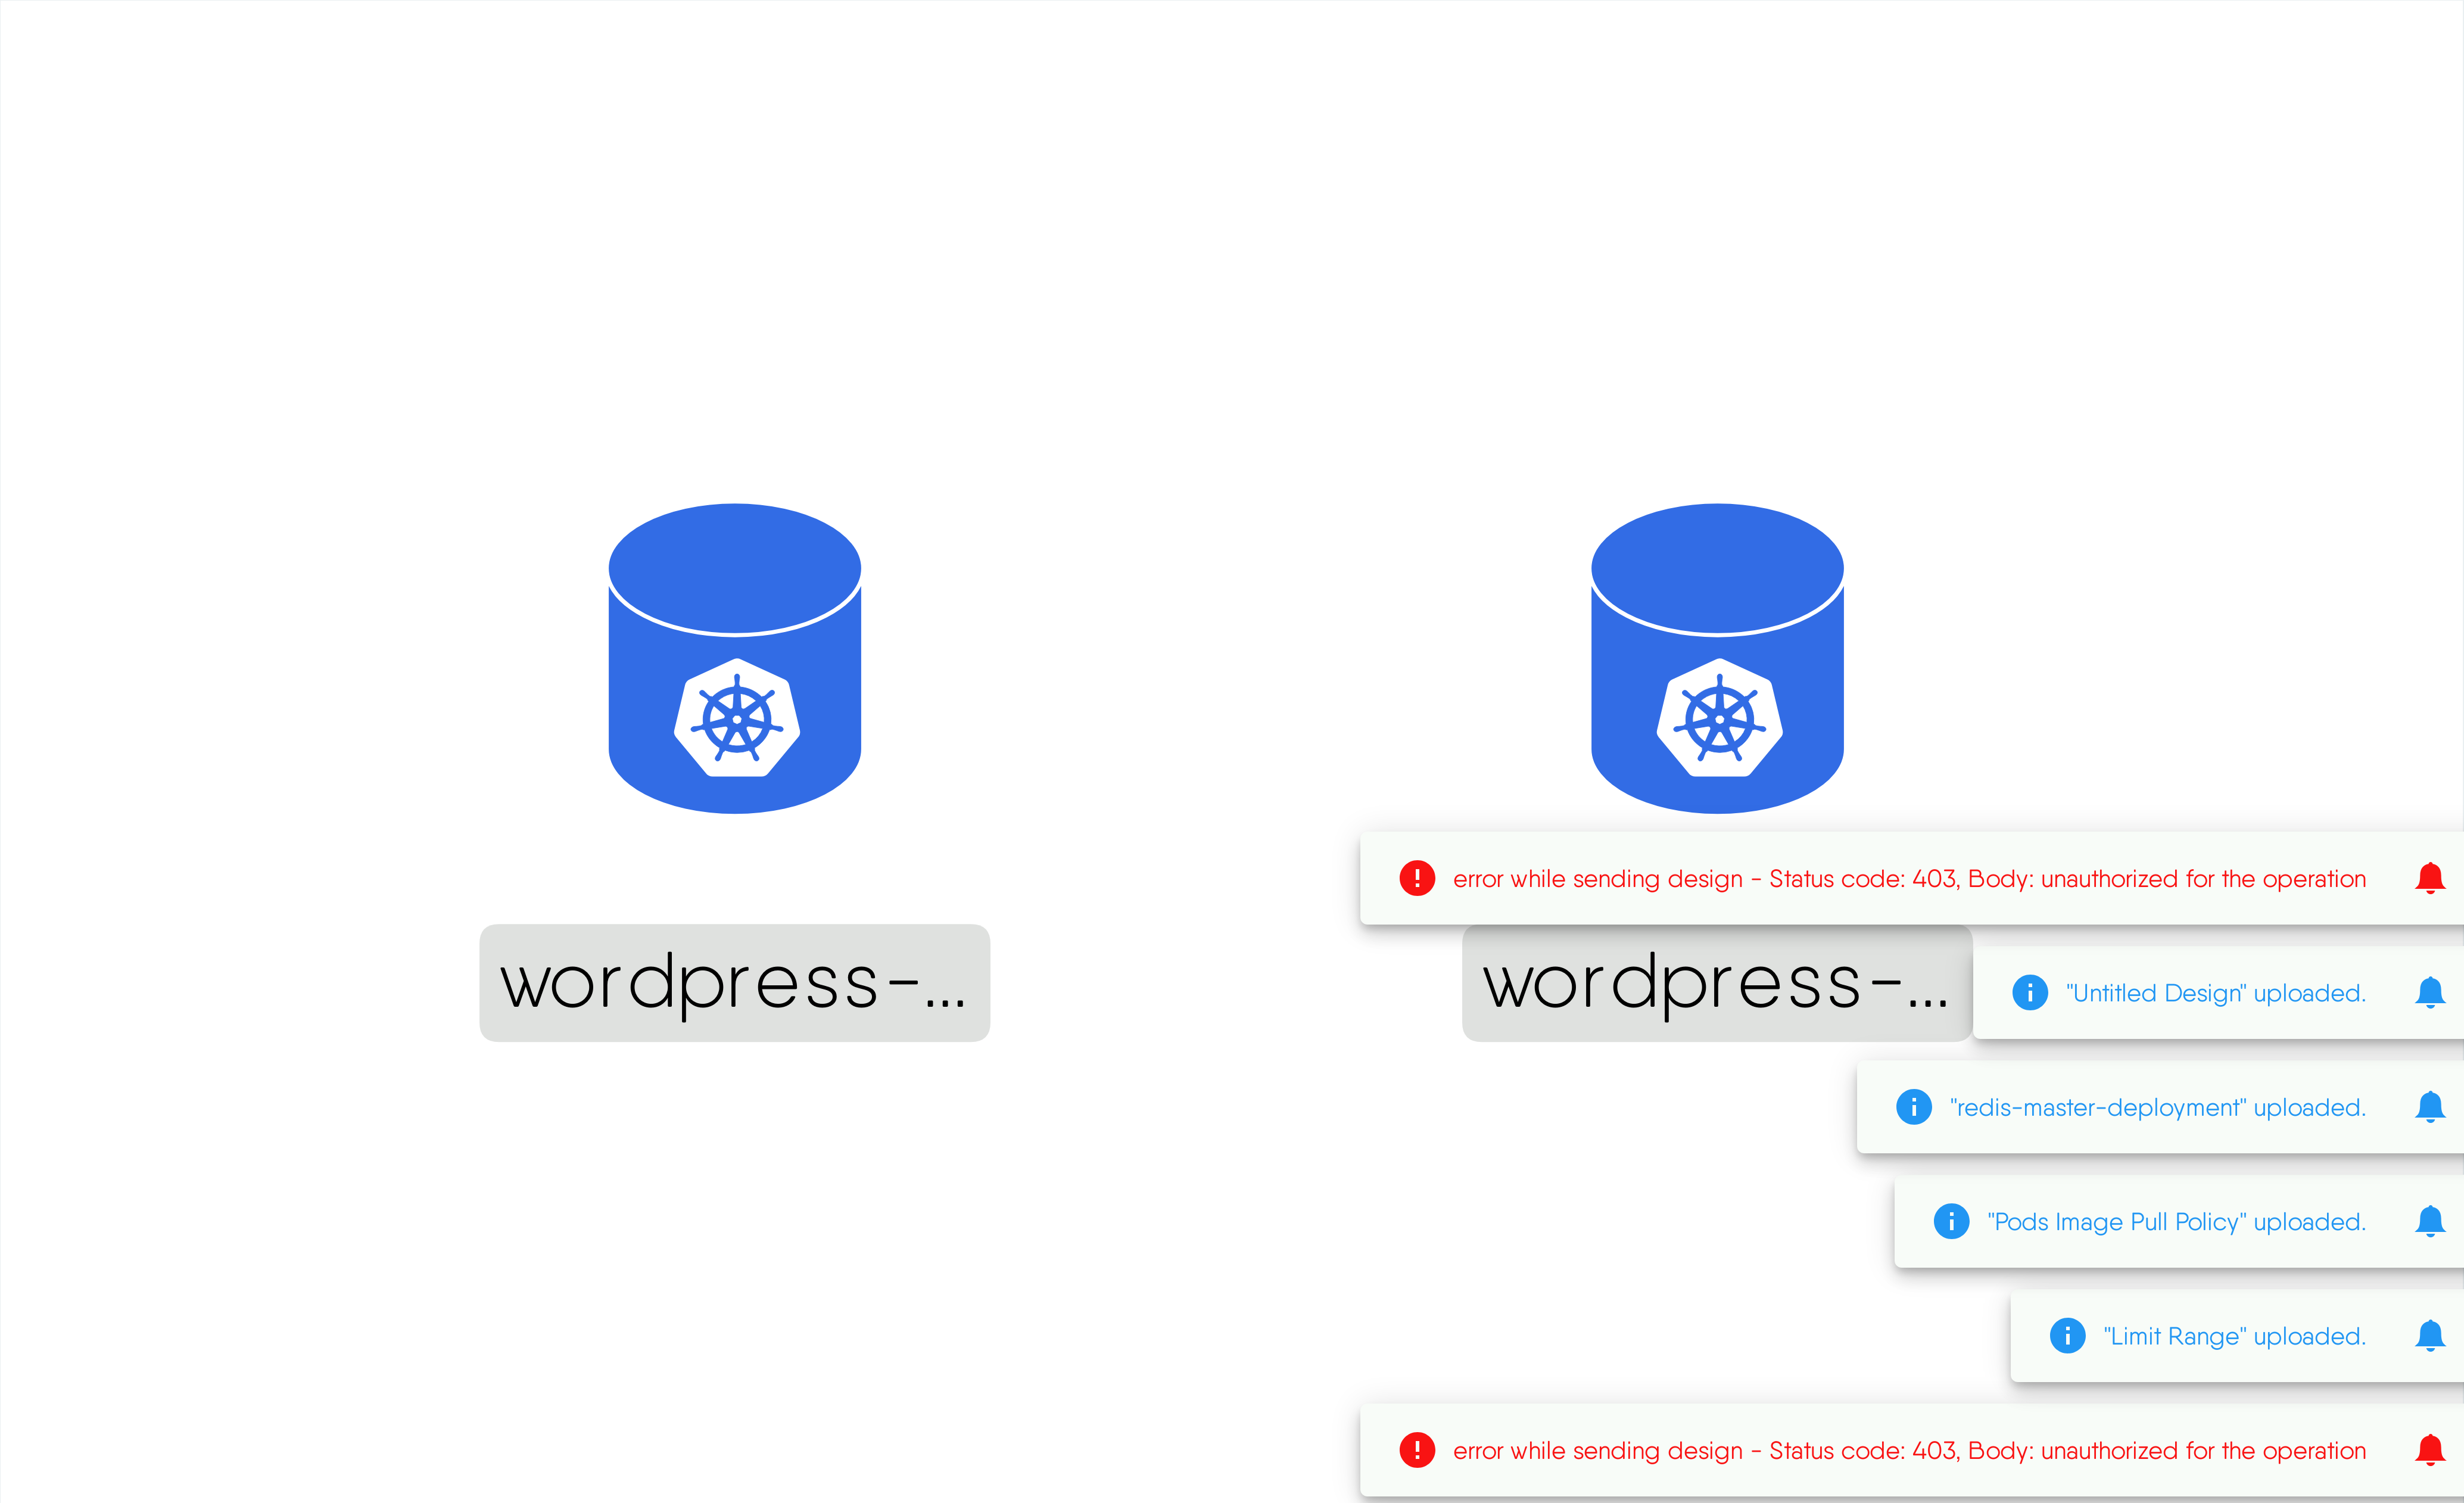 error while sending design - Status code: 403, Body: unauthorized for the operation
wordpress-...
wordpress-...
"Untitled Design" uploaded.
"redis-master-deployment" uploaded.
"Pods Image Pull Policy" uploaded.
"Limit Range" uploaded.
error while sending design - Status code: 403, Body: unauthorized for the operation